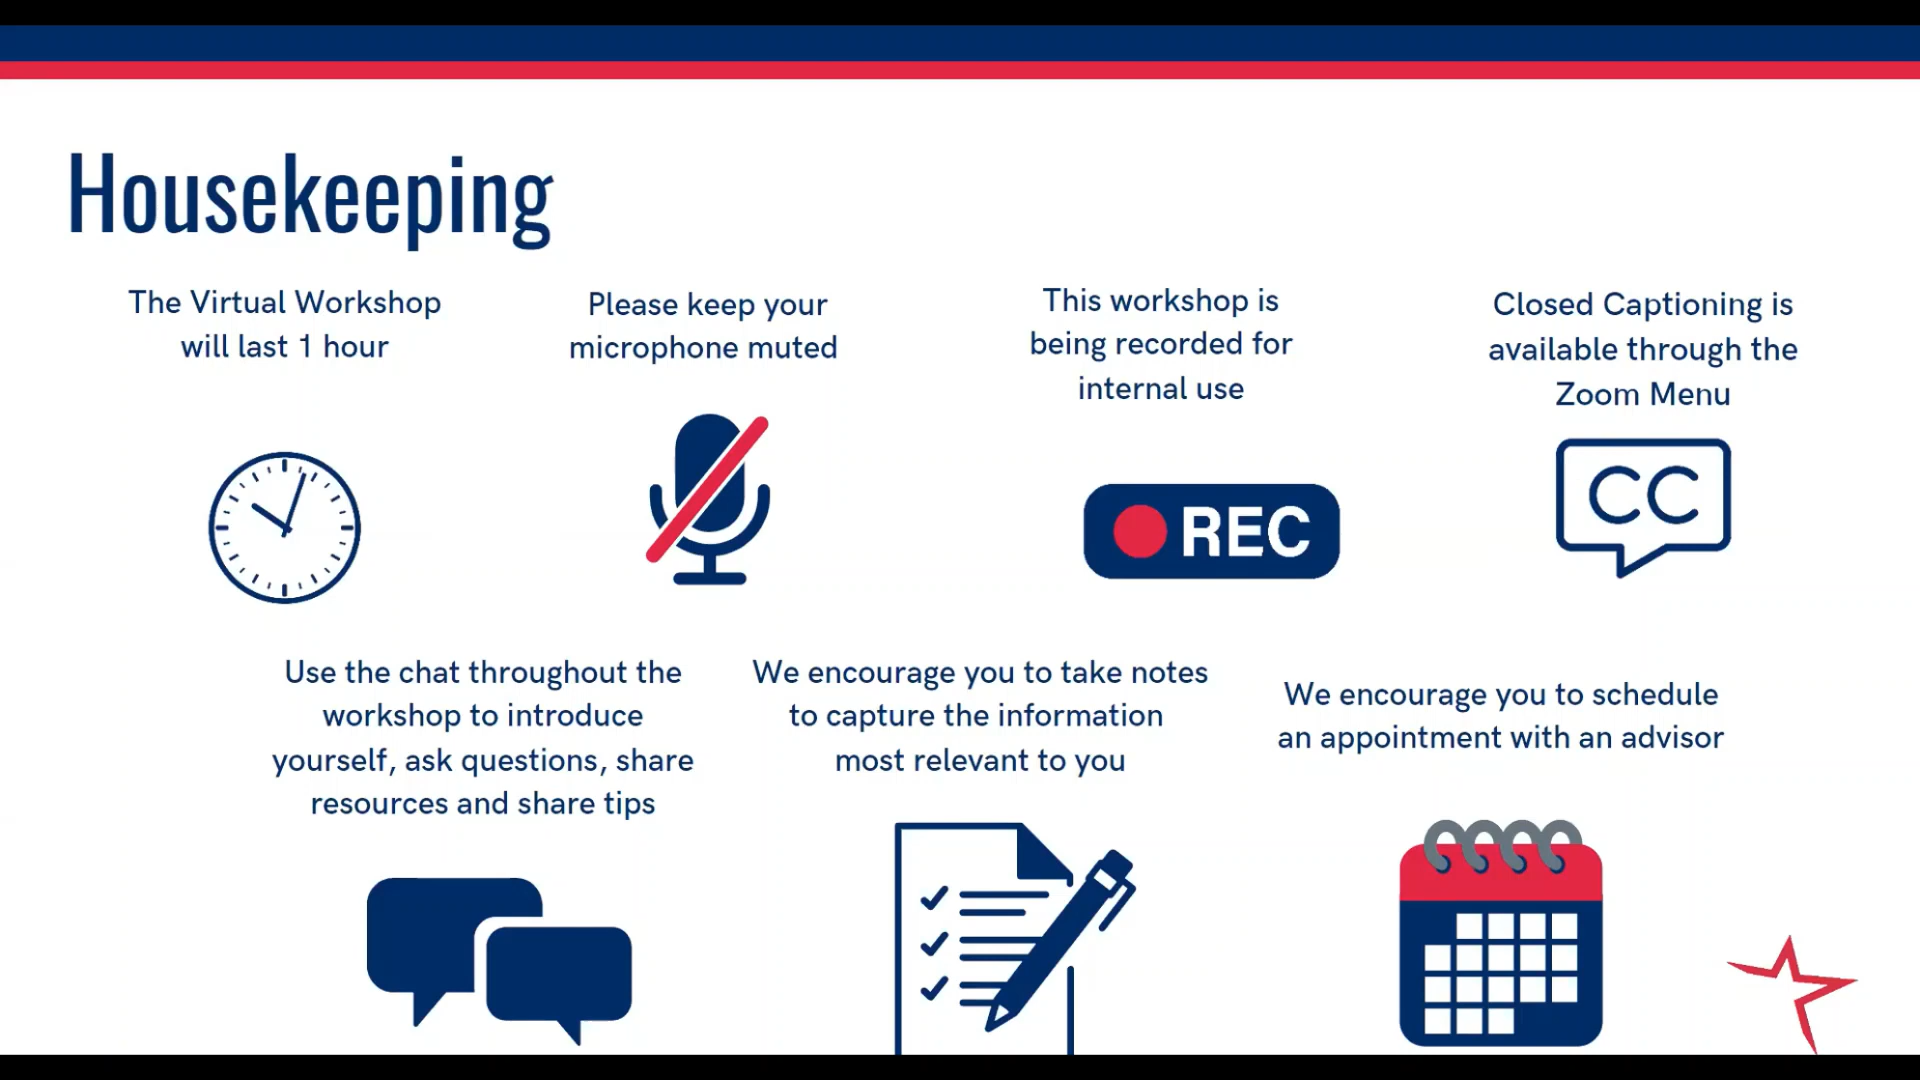 Housekeeping
The Virtual Workshop
will last 1 hour
Please keep your
microphone muted
This workshop is
being recorded for
internal use
Closed Captioning is
available through the
Zoom Menu
REC
CC
Use the chat throughout the
workshop to introduce
yourself, ask questions, share
resources and share tips
We encourage you to take notes
to capture the information
most relevant to you
We encourage you to schedule
an appointment with an advisor